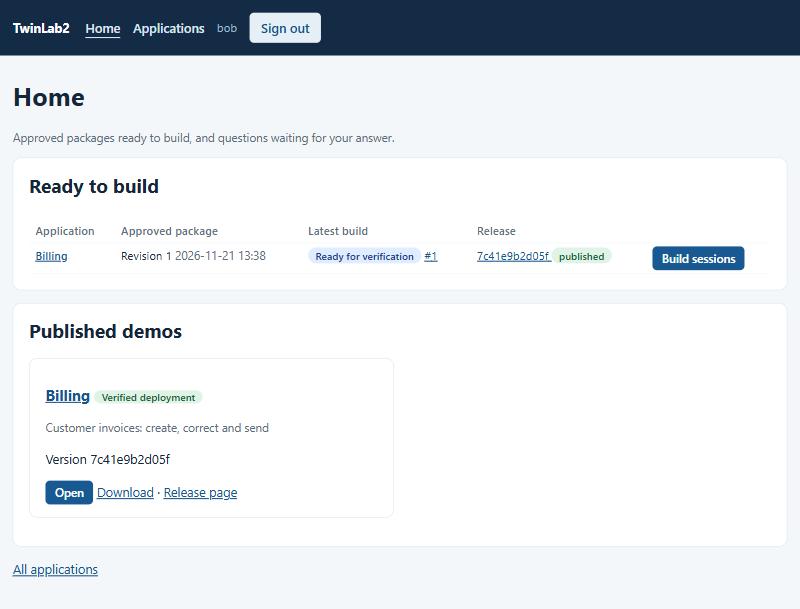 TwinLab2 Home Applications bob Sign out
Home
Approved packages ready to build, and questions waiting for your answer.
Ready to build
Application Approved package Latest build Release
Billing Revision 1 2026-11-21 13:38 Ready for verification #1 7c41e9b2d05f published Build sessions
Published demos
Billing Verified deployment
Customer invoices: create, correct and send
Version 7c41e9b2d05f
Open Download · Release page
All applications